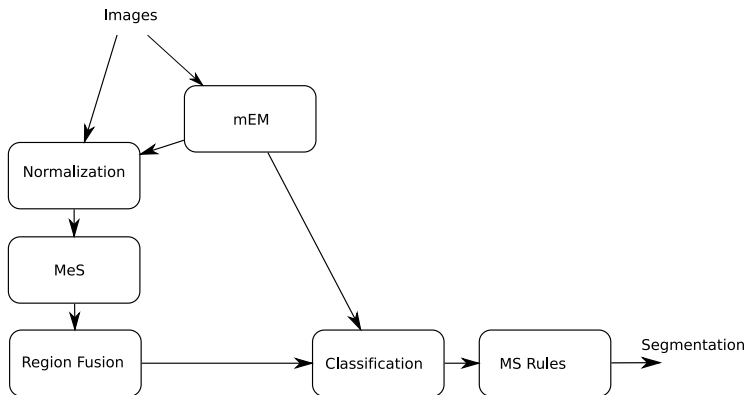 Images
mEM
Normalization
MeS
Region Fusion
Classification
MS Rules
Segmentation